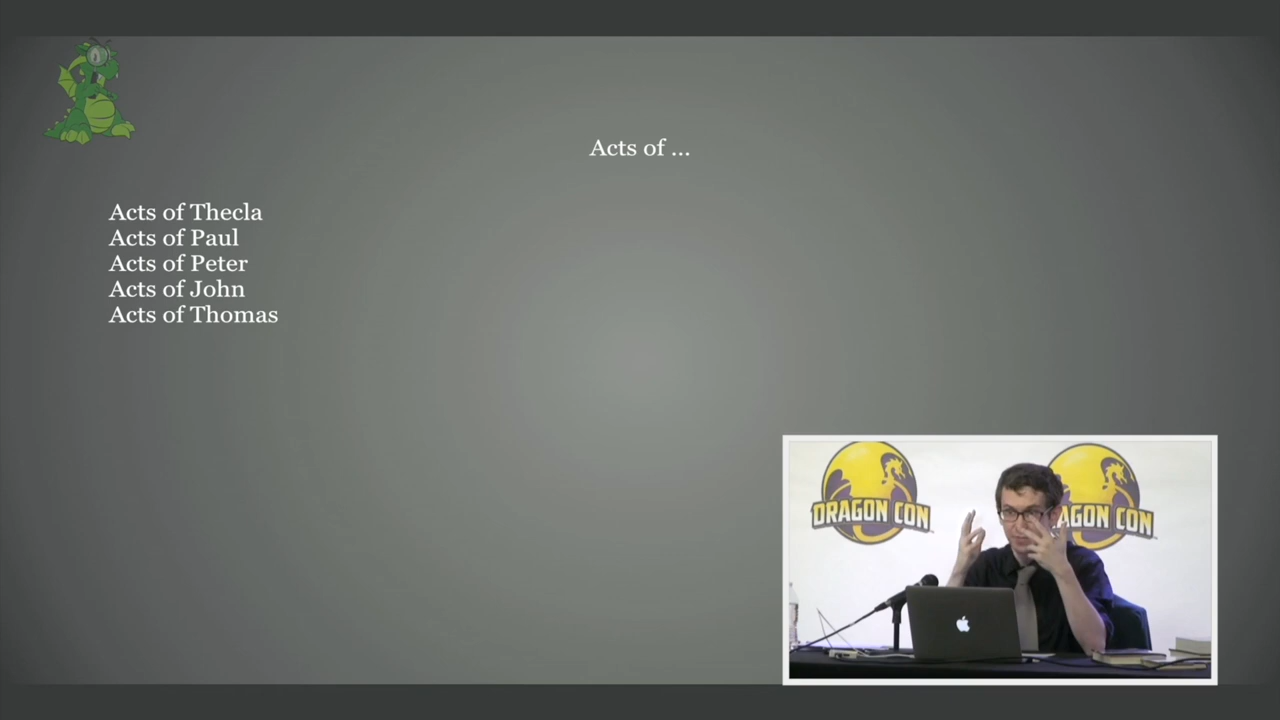 Acts of ...
Acts of Thecla
Acts of Paul
Acts of Peter
Acts of John
Acts of Thomas
DRAGON CON
AGON CON